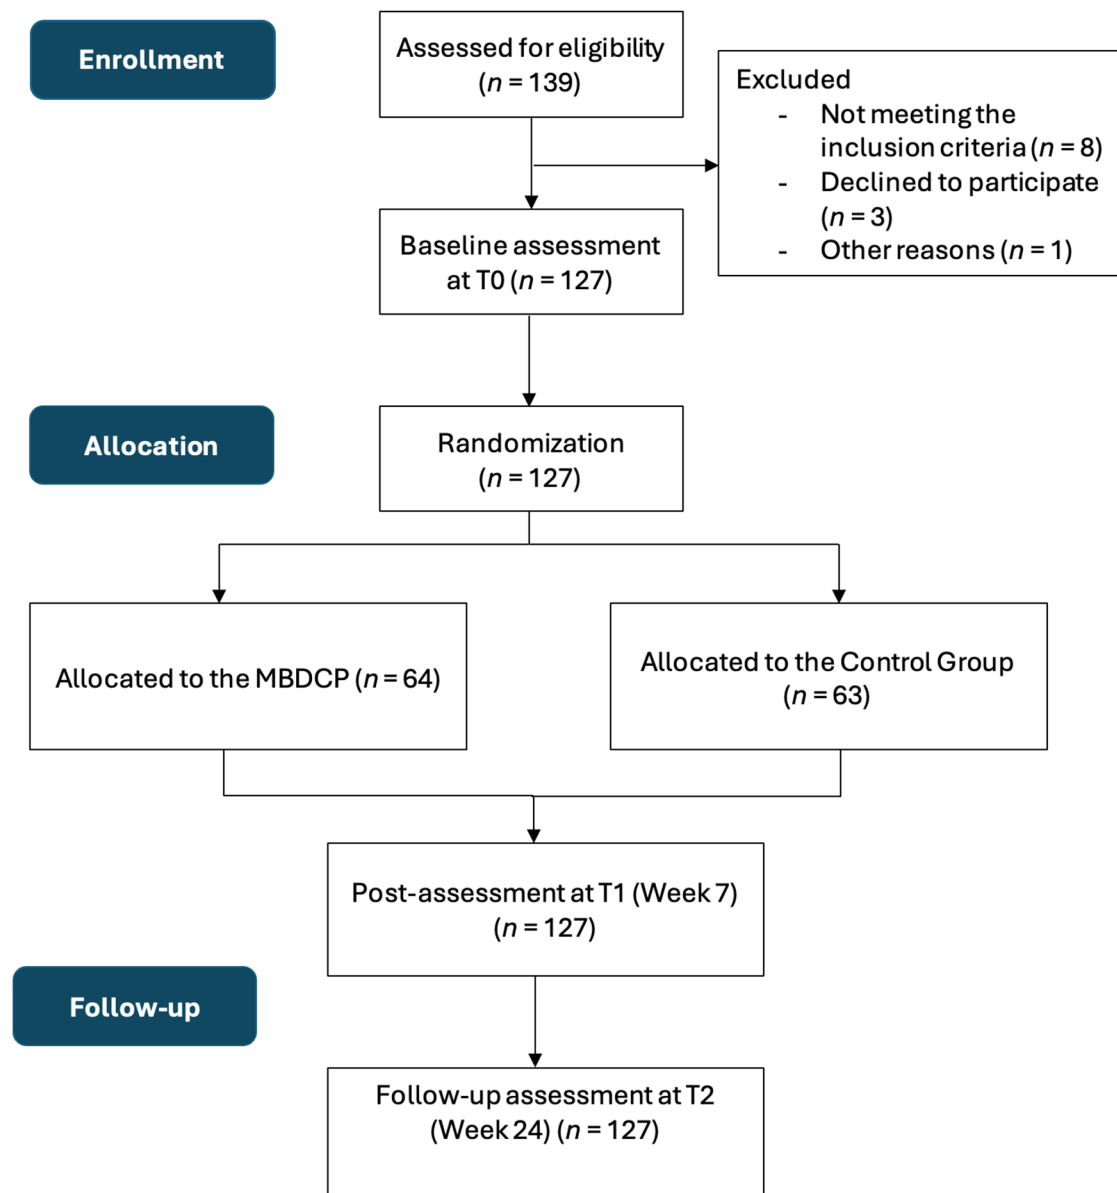 Enrollment
Assessed for eligibility
(n = 139)
Excluded
- Not meeting the
inclusion criteria (n = 8)
- Declined to participate
(n = 3)
- Other reasons (n = 1)
Baseline assessment
at T0 (n = 127)
Allocation
Randomization
(n = 127)
Allocated to the MBDCP (n = 64)
Allocated to the Control Group
(n = 63)
Post-assessment at T1 (Week 7)
(n = 127)
Follow-up
Follow-up assessment at T2
(Week 24) (n = 127)